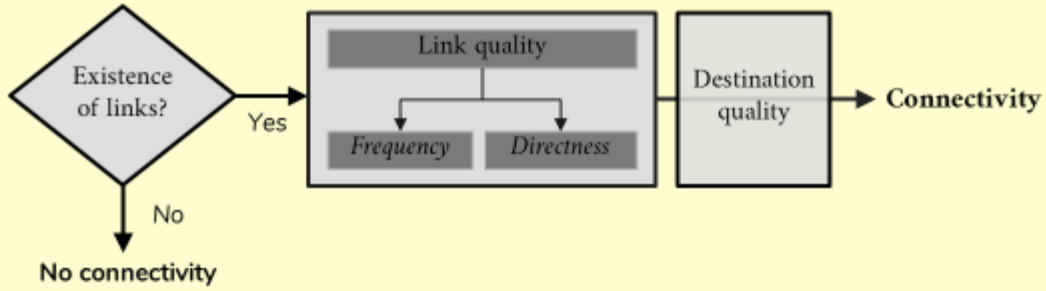 Existence
of links?
Yes
No
No connectivity
Link quality
Frequency
Directness
Destination
quality
Connectivity